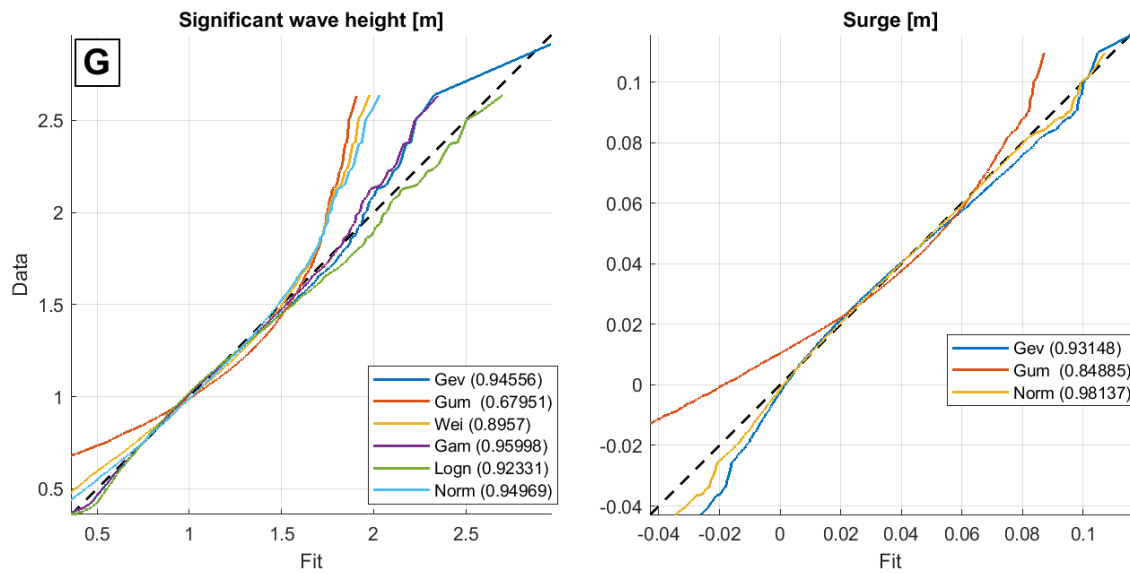 Significant wave height [m]
G
2.5
2
1.5
1
0.5
Data
0.5
1
1.5
2
2.5
Fit
Gev (0.94556)
Gum (0.67951)
Wei (0.8957)
Gam (0.95998)
Logn (0.92331)
Norm (0.94969)
Surge [m]
0.1
0.08
0.06
0.04
0.02
0
-0.02
-0.04
-0.04
-0.02
0
0.02
0.04
0.06
0.08
0.1
Fit
Gev (0.93148)
Gum (0.84885)
Norm (0.98137)